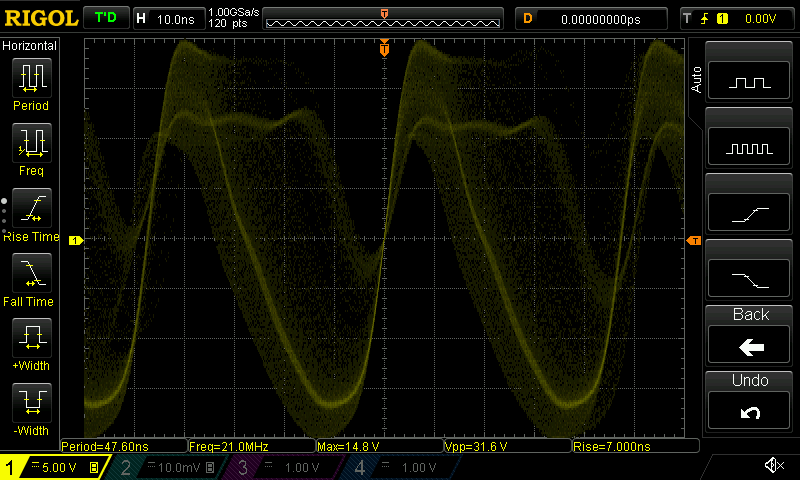 RIGOL T'D H 10.0ns 1.00GSa/s 120 pts T D 0.00000000ps T 1 0.00V
Horizontal
Period
Freq
Rise Time
Fall Time
+Width
-Width
T
1
T
Auto
Back
Undo
Period=47.60ns Freq=21.0MHz Max=14.8 V Vpp=31.6 V Rise=7.000ns
1 5.00 V B 2 10.0mV B 3 1.00 V 4 1.00 V